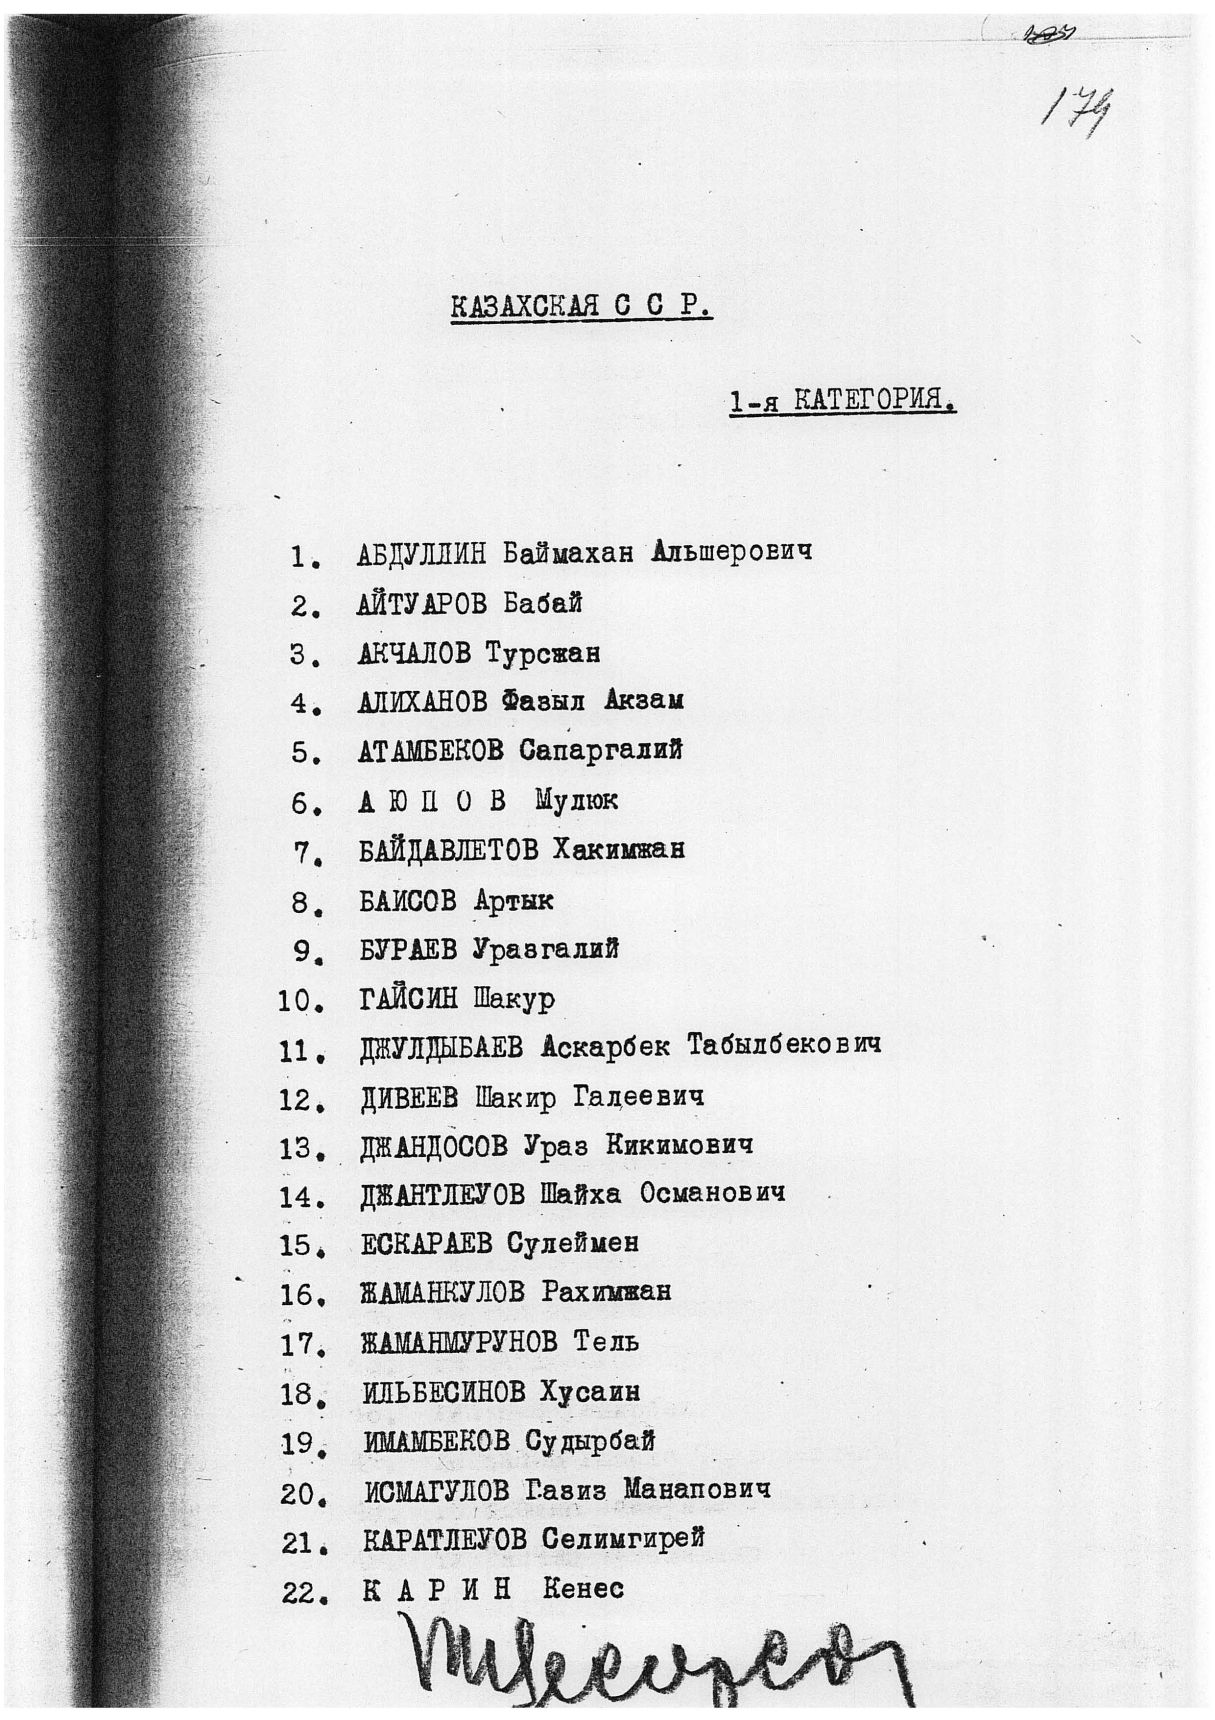 179
КАЗАХСКАЯ С С Р.
1-я КАТЕГОРИЯ.
1. АБДУЛЛИН Баймахан Альшерович
2. АЙТУАРОВ Бабай
3. АКЧАЛОВ Турсжан
4. АЛИХАНОВ Фазыл Акзам
5. АТАМБЕКОВ Сапаргалий
6. А Ю П О В Мулюк
7. БАЙДАВЛЕТОВ Хакимжан
8. БАИСОВ Артык
9. БУРАЕВ Уразгалий
10. ГАЙСИН Шакур
11. ДЖУЛДЫБАЕВ Аскарбек Табылбекович
12. ДИВЕЕВ Шакир Галеевич
13. ДЖАНДОСОВ Ураз Кикимович
14. ДЖАНТЛЕУОВ Шайха Османович
15. ЕСКАРАЕВ Сулеймен
16. ЖАМАНКУЛОВ Рахимжан
17. ЖАМАНМУРУНОВ Тель
18. ИЛЬБЕСИНОВ Хусаин
19. ИМАМБЕКОВ Судырбай
20. ИСМАГУЛОВ Газиз Манапович
21. КАРАТЛЕУОВ Селимгирей
22. К А Р И Н Кенес